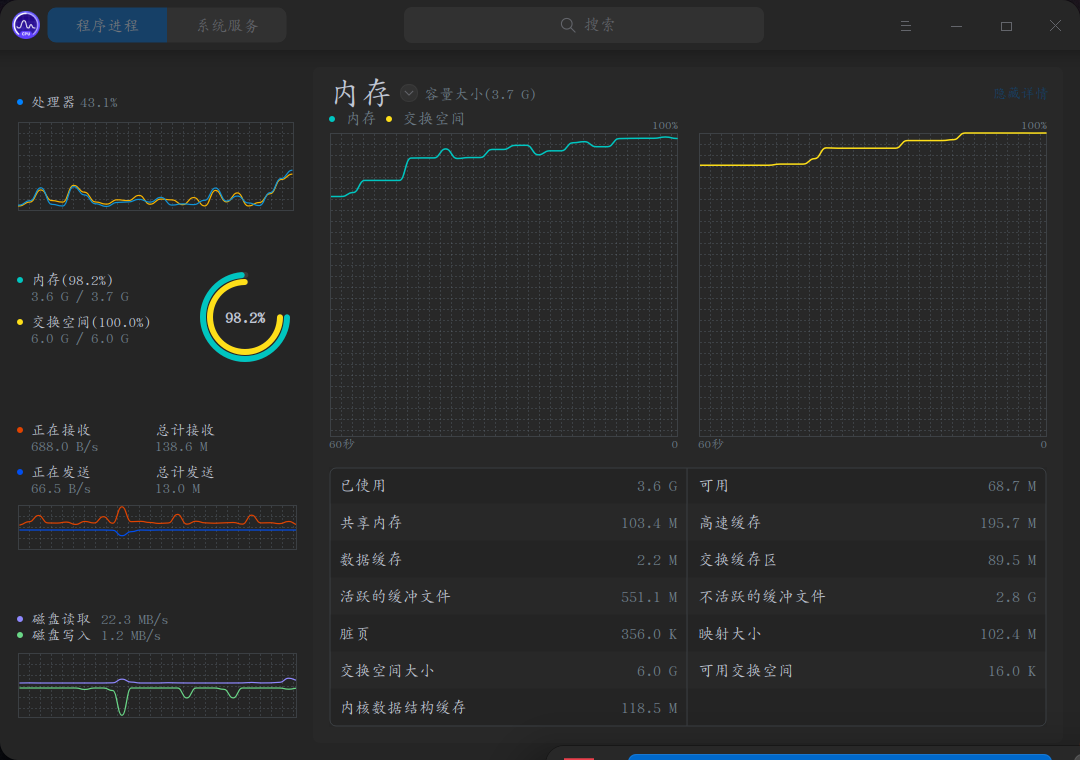 CPU
程序进程
系统服务
搜索
处理器 43.1%
内存(98.2%)
3.6 G / 3.7 G
交换空间(100.0%)
6.0 G / 6.0 G
98.2%
正在接收 总计接收
688.0 B/s 138.6 M
正在发送 总计发送
66.5 B/s 13.0 M
磁盘读取 22.3 MB/s
磁盘写入 1.2 MB/s
内存 容量大小(3.7 G)
隐藏详情
内存 交换空间
100% 100%
60秒 0 60秒 0
已使用 3.6 G 可用 68.7 M
共享内存 103.4 M 高速缓存 195.7 M
数据缓存 2.2 M 交换缓存区 89.5 M
活跃的缓冲文件 551.1 M 不活跃的缓冲文件 2.8 G
脏页 356.0 K 映射大小 102.4 M
交换空间大小 6.0 G 可用交换空间 16.0 K
内核数据结构缓存 118.5 M